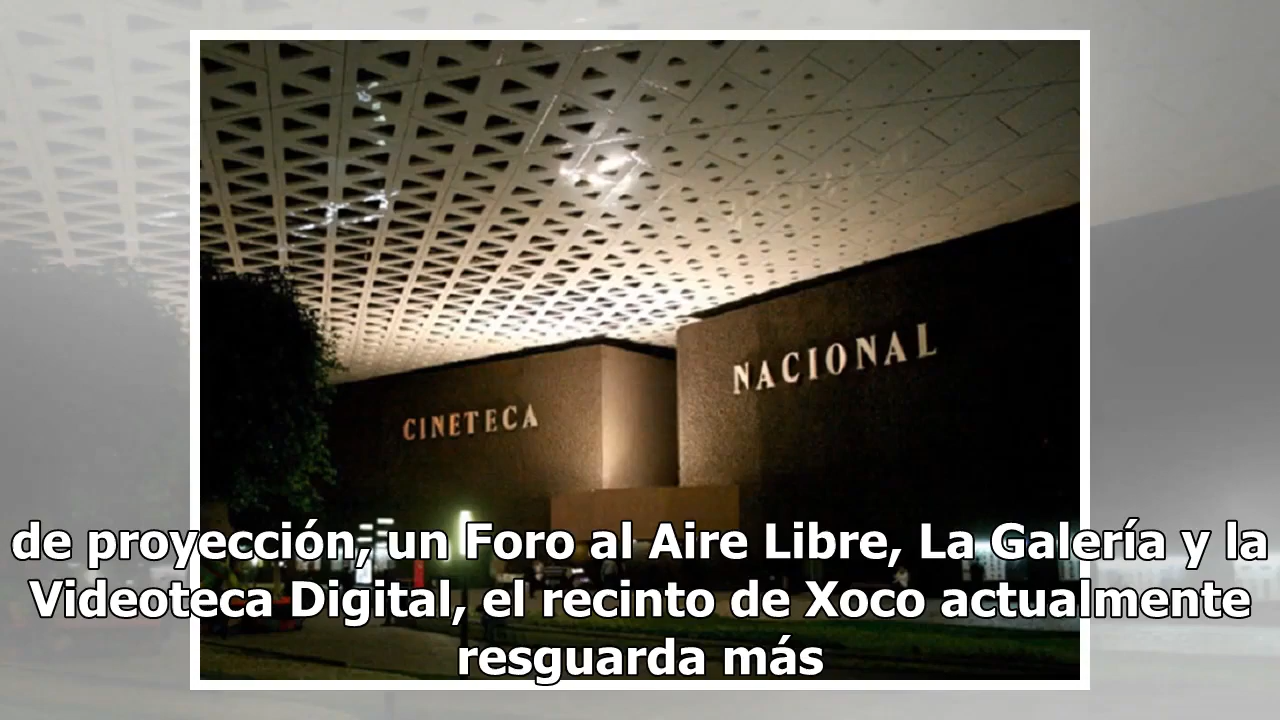 CINETECA
NACIONAL
de proyección, un Foro al Aire Libre, La Galería y la
Videoteca Digital, el recinto de Xoco actualmente
resguarda más